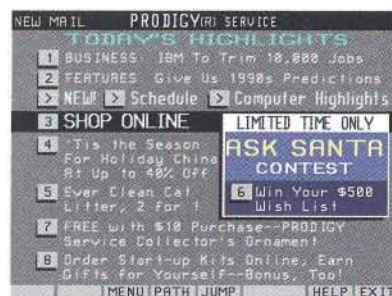 NEW MAIL PRODIGY(R) SERVICE
TODAY'S HIGHLIGHTS
1 BUSINESS: IBM To Trim 10,000 Jobs
2 FEATURES: Give Us 1990s Predictions
> NEW! > Schedule > Computer Highlights
3 SHOP ONLINE
4 'Tis the Season
For Holiday China
At Up to 40% Off
5 Ever Clean Cat
Litter, 2 for 1
LIMITED TIME ONLY
ASK SANTA
CONTEST
6 Win Your $500
Wish List
7 FREE with $10 Purchase--PRODIGY
Service Collector's Ornament
8 Order Start-up Kits Online, Earn
Gifts for Yourself--Bonus, Too!
MENU PATH JUMP HELP EXIT